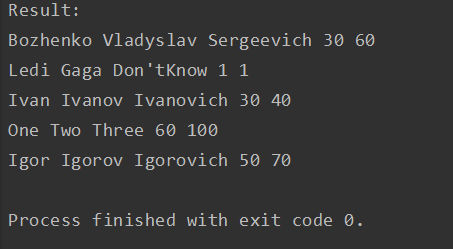 Result:
Bozhenko Vladyslav Sergeevich 30 60
Ledi Gaga Don'tKnow 1 1
Ivan Ivanov Ivanovich 30 40
One Two Three 60 100
Igor Igorov Igorovich 50 70
Process finished with exit code 0.